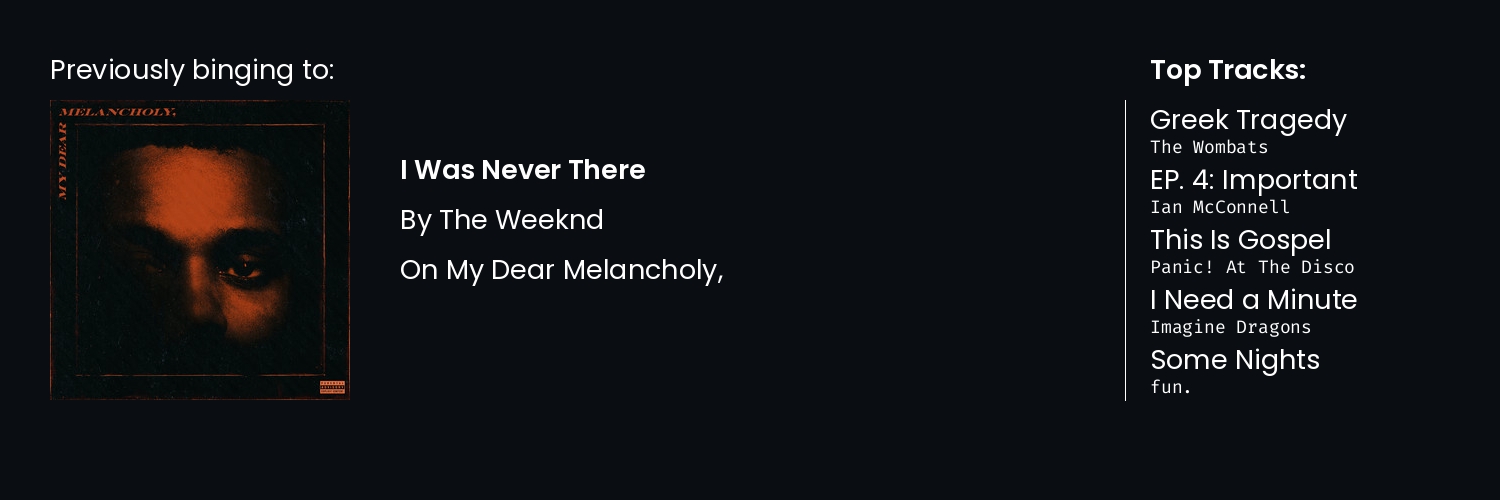 Previously binging to:
MELANCHOLY,
MY DEAR
I Was Never There
By The Weeknd
On My Dear Melancholy,
Top Tracks:
Greek Tragedy
The Wombats
EP. 4: Important
Ian McConnell
This Is Gospel
Panic! At The Disco
I Need a Minute
Imagine Dragons
Some Nights
fun.